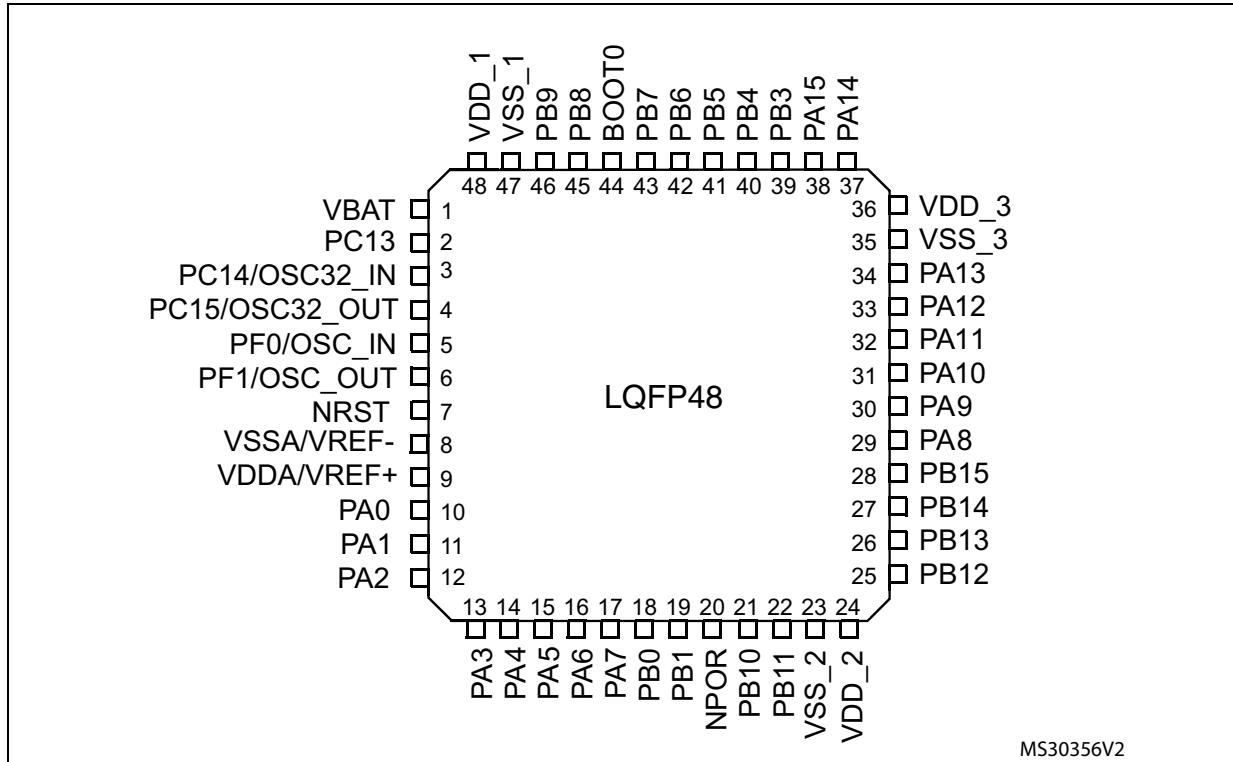 VDD_1
VSS_1
PB9
PB8
BOOT0
PB7
PB6
PB5
PB4
PB3
PA15
PA14
48 47 46 45 44 43 42 41 40 39 38 37
VBAT 1
PC13 2
PC14/OSC32_IN 3
PC15/OSC32_OUT 4
PF0/OSC_IN 5
PF1/OSC_OUT 6
NRST 7
VSSA/VREF- 8
VDDA/VREF+ 9
PA0 10
PA1 11
PA2 12
LQFP48
36 VDD_3
35 VSS_3
34 PA13
33 PA12
32 PA11
31 PA10
30 PA9
29 PA8
28 PB15
27 PB14
26 PB13
25 PB12
13 14 15 16 17 18 19 20 21 22 23 24
PA3
PA4
PA5
PA6
PA7
PB0
PB1
NPOR
PB10
PB11
VSS_2
VDD_2
MS30356V2